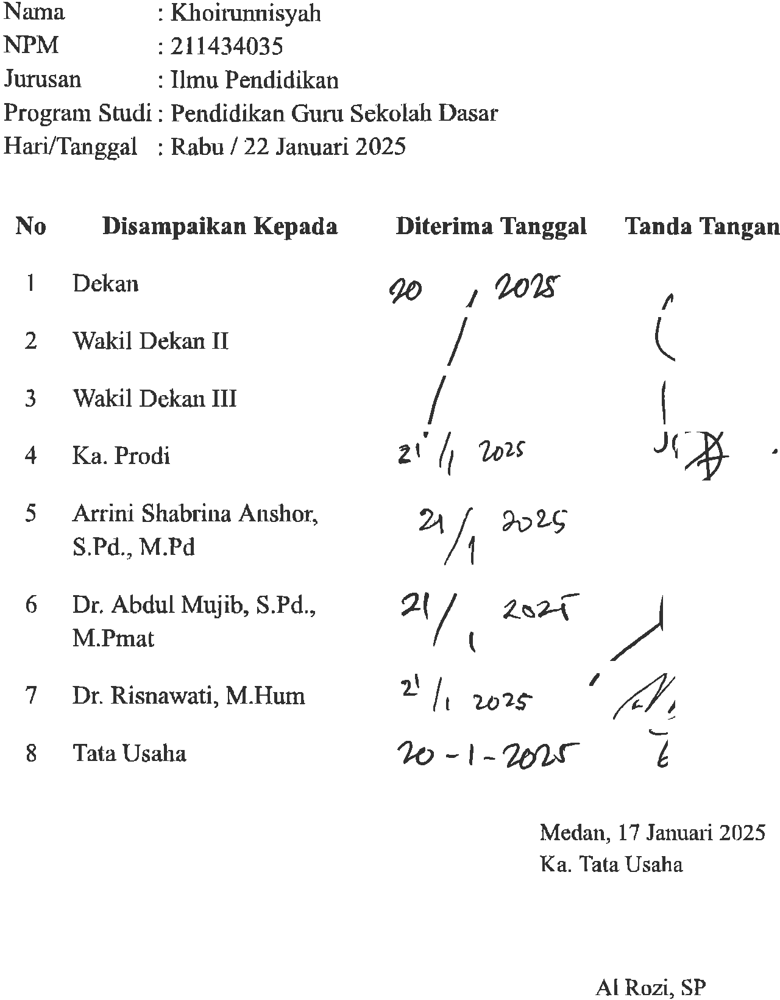 Nama : Khoirunnisyah
NPM : 211434035
Jurusan : Ilmu Pendidikan
Program Studi : Pendidikan Guru Sekolah Dasar
Hari/Tanggal : Rabu / 22 Januari 2025
No Disampaikan Kepada Diterima Tanggal Tanda Tangan
1 Dekan 20 , 2025
2 Wakil Dekan II
3 Wakil Dekan III
4 Ka. Prodi 21/1 2025
5 Arrini Shabrina Anshor, 21/1 2025
S.Pd., M.Pd
6 Dr. Abdul Mujib, S.Pd., 21/1 2025
M.Pmat
7 Dr. Risnawati, M.Hum 21/1 2025
8 Tata Usaha 20-1-2025
Medan, 17 Januari 2025
Ka. Tata Usaha
Al Rozi, SP